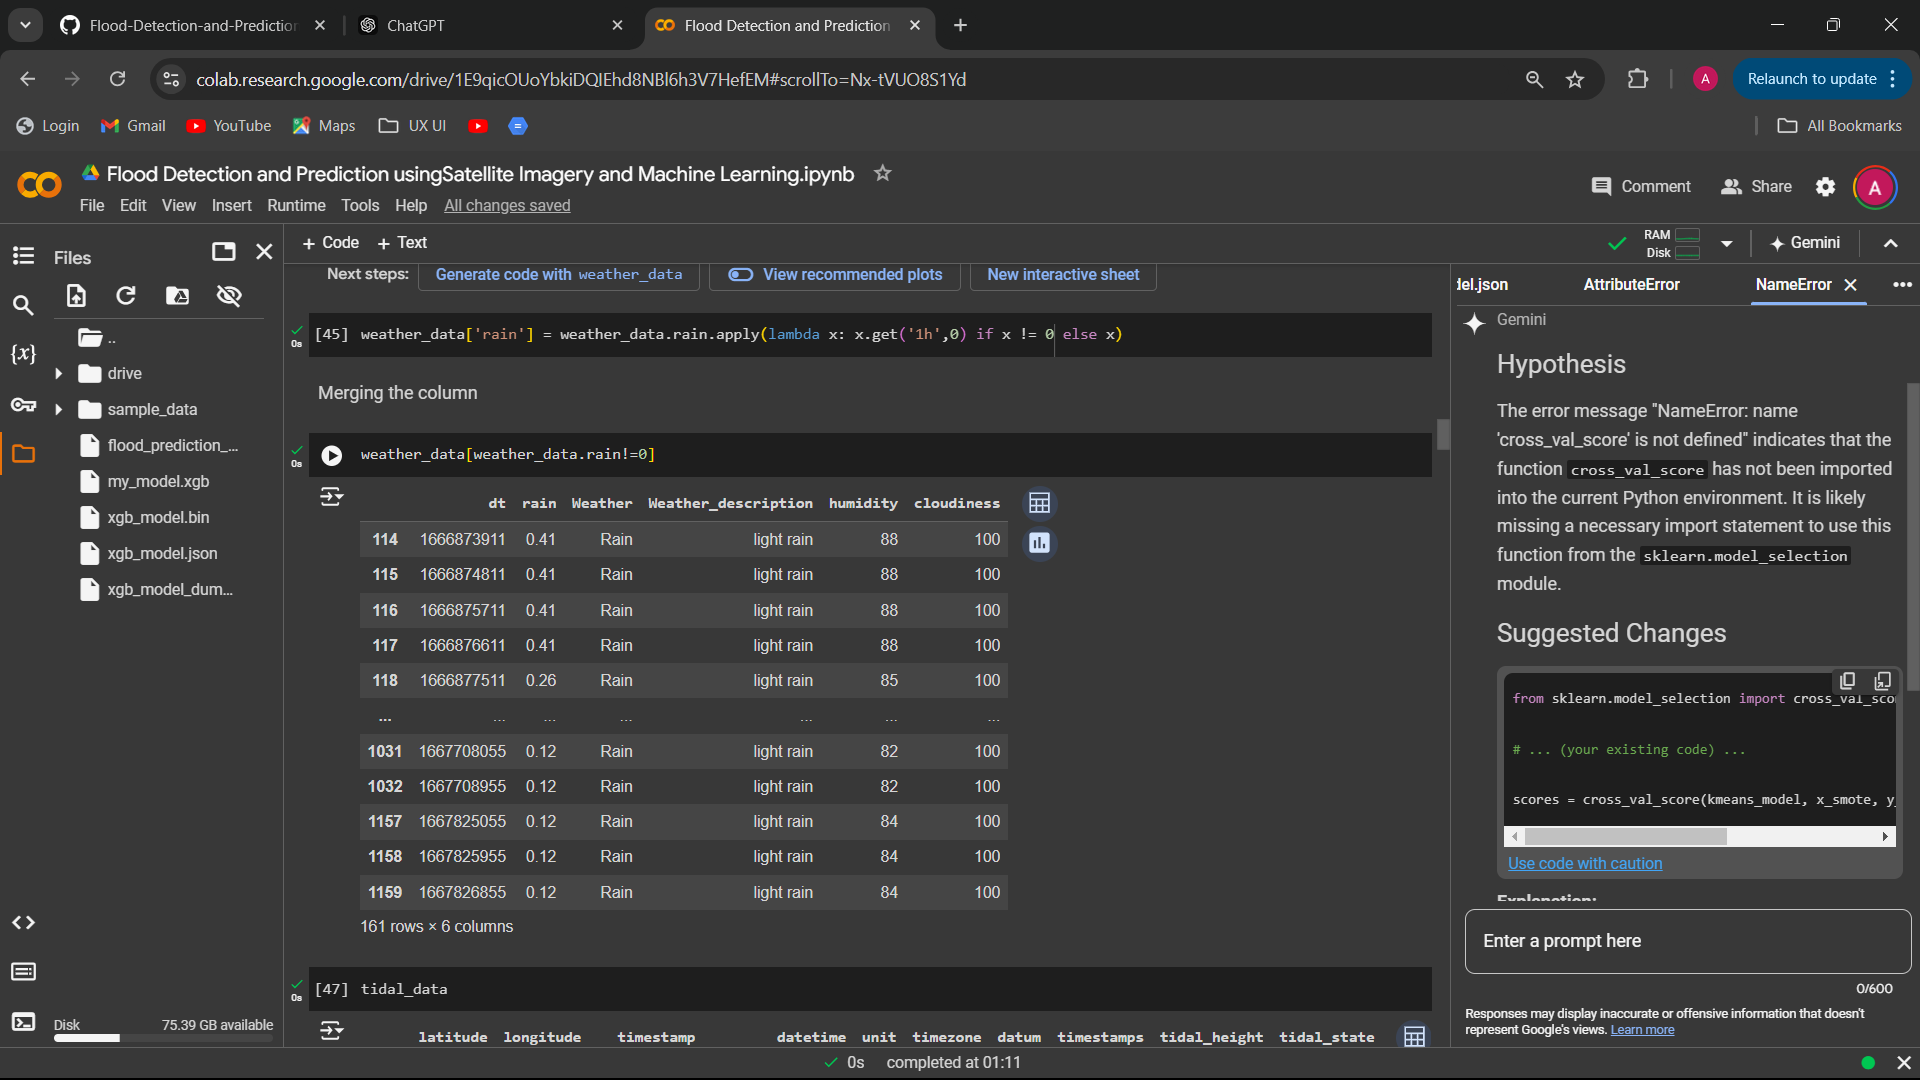 Flood-Detection-and-Prediction
ChatGPT
Flood Detection and Prediction
colab.research.google.com/drive/1E9qicOUoYbkiDQIEhd8NBl6h3V7HefEM#scrollTo=Nx-tVUO8S1Yd
A
Relaunch to update
Login
Gmail
YouTube
Maps
UX UI
All Bookmarks
Flood Detection and Prediction usingSatellite Imagery and Machine Learning.ipynb
Comment
Share
A
File Edit View Insert Runtime Tools Help All changes saved
Files
+ Code + Text
RAM
Disk
Gemini
..
drive
sample_data
flood_prediction_...
my_model.xgb
xgb_model.bin
xgb_model.json
xgb_model_dum...
Disk 75.39 GB available
Next steps: Generate code with weather_data View recommended plots New interactive sheet
0s
[45] weather_data['rain'] = weather_data.rain.apply(lambda x: x.get('1h',0) if x != 0 else x)
Merging the column
0s
weather_data[weather_data.rain!=0]
dt rain Weather Weather_description humidity cloudiness
114 1666873911 0.41 Rain light rain 88 100
115 1666874811 0.41 Rain light rain 88 100
116 1666875711 0.41 Rain light rain 88 100
117 1666876611 0.41 Rain light rain 88 100
118 1666877511 0.26 Rain light rain 85 100
... ... ... ... ... ... ...
1031 1667708055 0.12 Rain light rain 82 100
1032 1667708955 0.12 Rain light rain 82 100
1157 1667825055 0.12 Rain light rain 84 100
1158 1667825955 0.12 Rain light rain 84 100
1159 1667826855 0.12 Rain light rain 84 100
161 rows × 6 columns
0s
[47] tidal_data
latitude longitude timestamp datetime unit timezone datum timestamps tidal_height tidal_state
del.json AttributeError NameError
Gemini
Hypothesis
The error message "NameError: name
'cross_val_score' is not defined" indicates that the
function cross_val_score has not been imported
into the current Python environment. It is likely
missing a necessary import statement to use this
function from the sklearn.model_selection
module.
Suggested Changes
from sklearn.model_selection import cross_val_sco
# ... (your existing code) ...
scores = cross_val_score(kmeans_model, x_smote, y_
Use code with caution
Explanation:
Enter a prompt here
0/600
Responses may display inaccurate or offensive information that doesn't
represent Google's views. Learn more
0s completed at 01:11